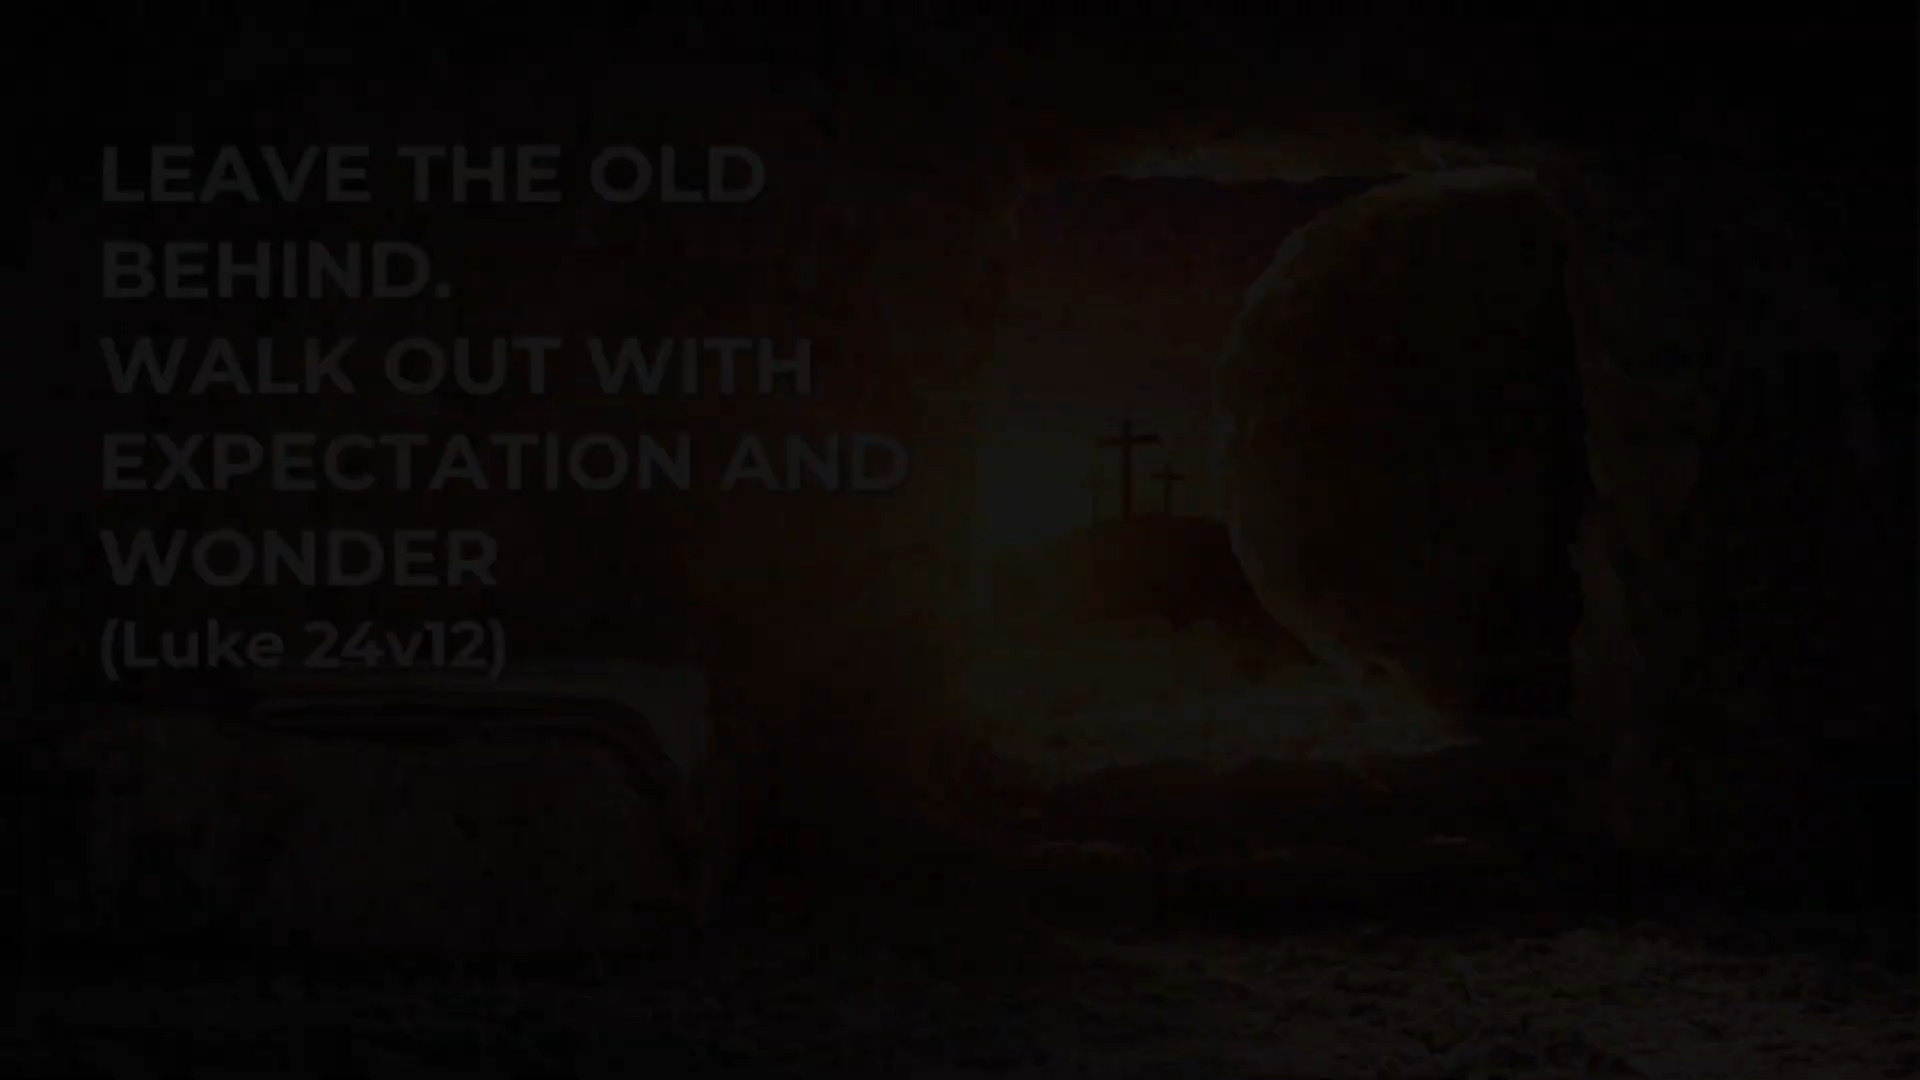 LEAVE THE OLD
BEHIND.
WALK OUT WITH
EXPECTATION AND
WONDER
(Luke 24v12)